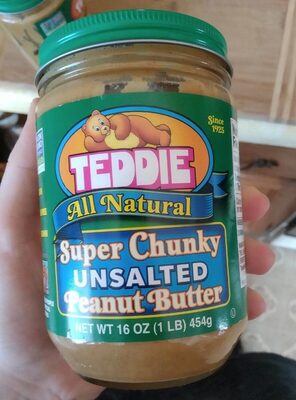 Since
1925
TEDDIE
All Natural
Super Chunky
UNSALTED
Peanut Butter
NET WT 16 OZ (1 LB) 454g